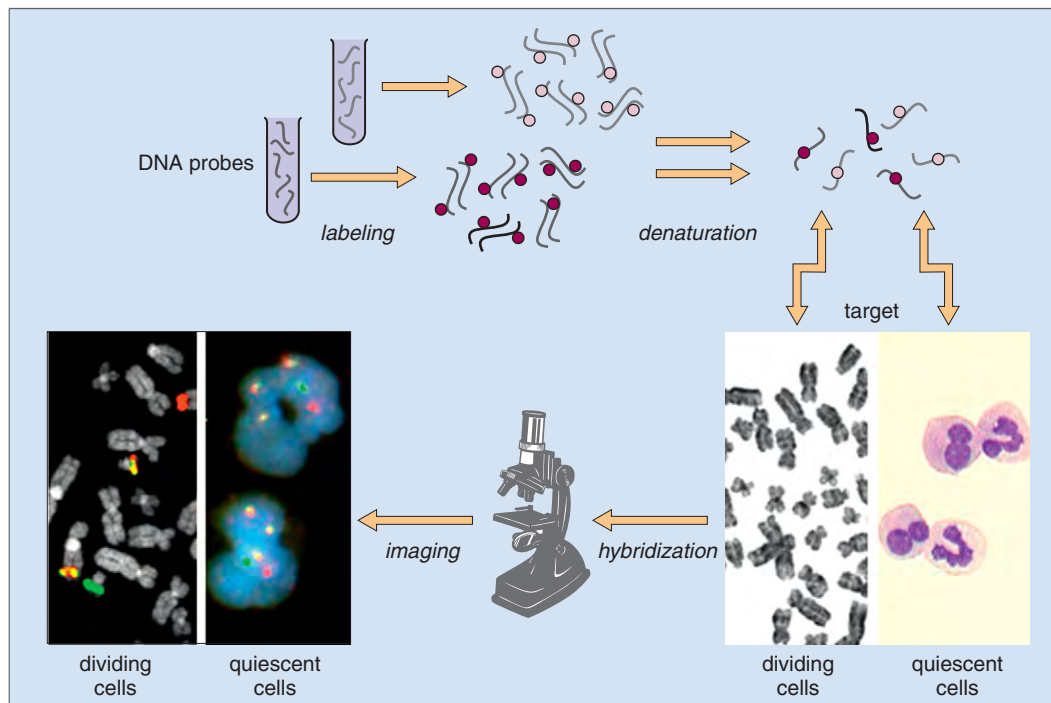 DNA probes
labeling
denaturation
target
imaging
hybridization
dividing
cells
quiescent
cells
dividing
cells
quiescent
cells